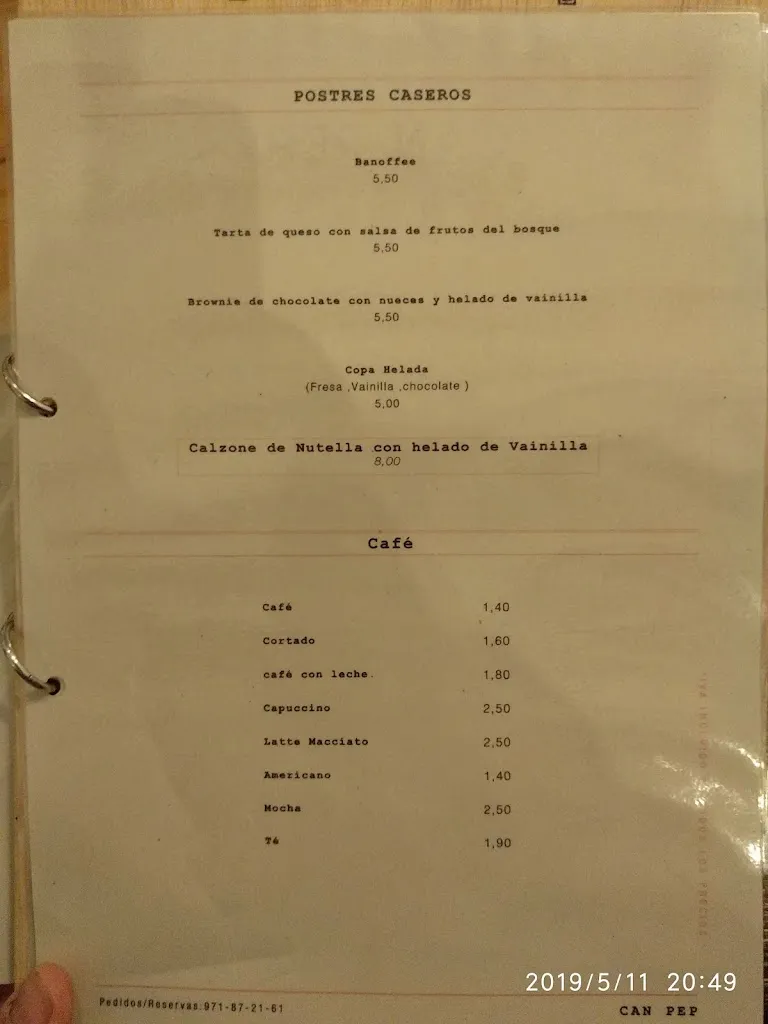 POSTRES CASEROS
Banoffee
5,50
Tarta de queso con salsa de frutos del bosque
5,50
Brownie de chocolate con nueces y helado de vainilla
5,50
Copa Helada
(Fresa ,Vainilla ,chocolate )
5,00
Calzone de Nutella con helado de Vainilla
8,00
Café
Café 1,40
Cortado 1,60
café con leche. 1,80
Capuccino 2,50
Latte Macciato 2,50
Americano 1,40
Mocha 2,50
Té 1,90
IVA INCLUIDO LOS PRECIOS
2019/5/11 20:49
Pedidos/Reservas:971-87-21-61
CAN PEP